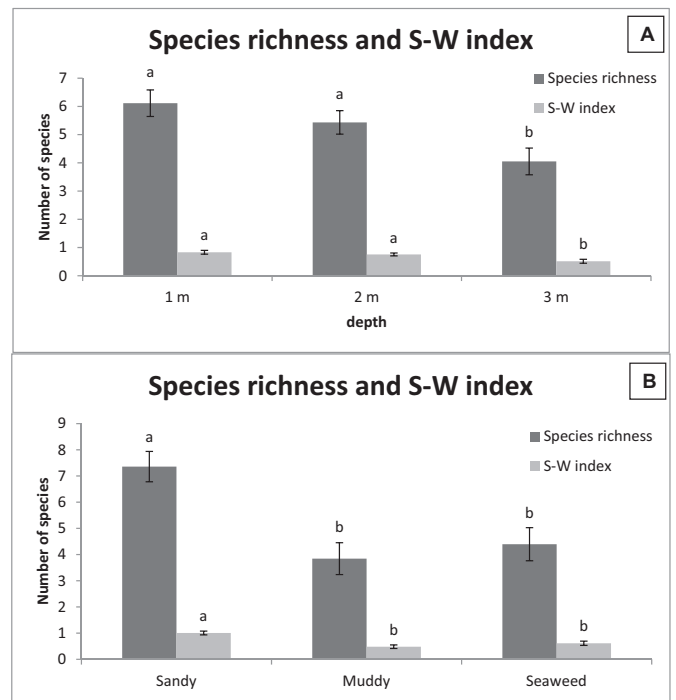 Species richness and S-W index
A
Number of species
7
6
5
4
3
2
1
0
a
a
a
a
b
b
Species richness
S-W index
1 m
2 m
3 m
depth
Species richness and S-W index
B
Number of species
9
8
7
6
5
4
3
2
1
0
a
a
b
b
b
b
Species richness
S-W index
Sandy
Muddy
Seaweed